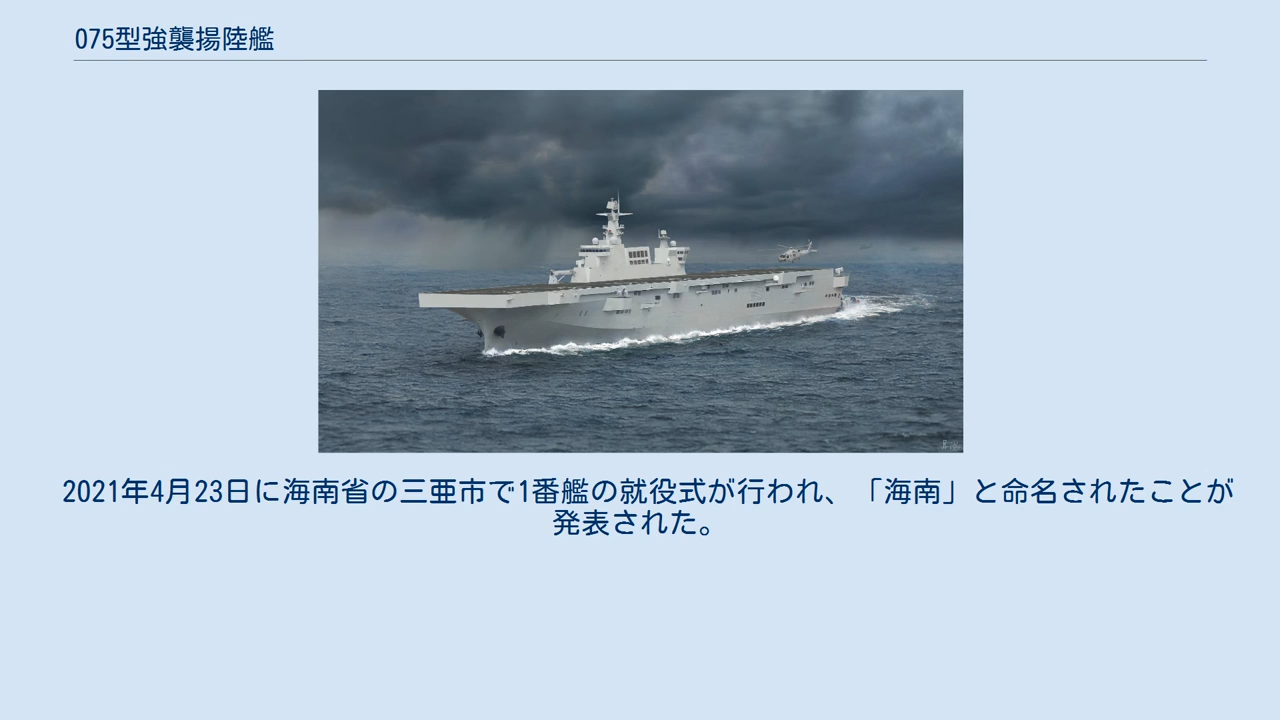 075型強襲揚陸艦
2021年4月23日に海南省の三亜市で1番艦の就役式が行われ、「海南」と命名されたことが
発表された。